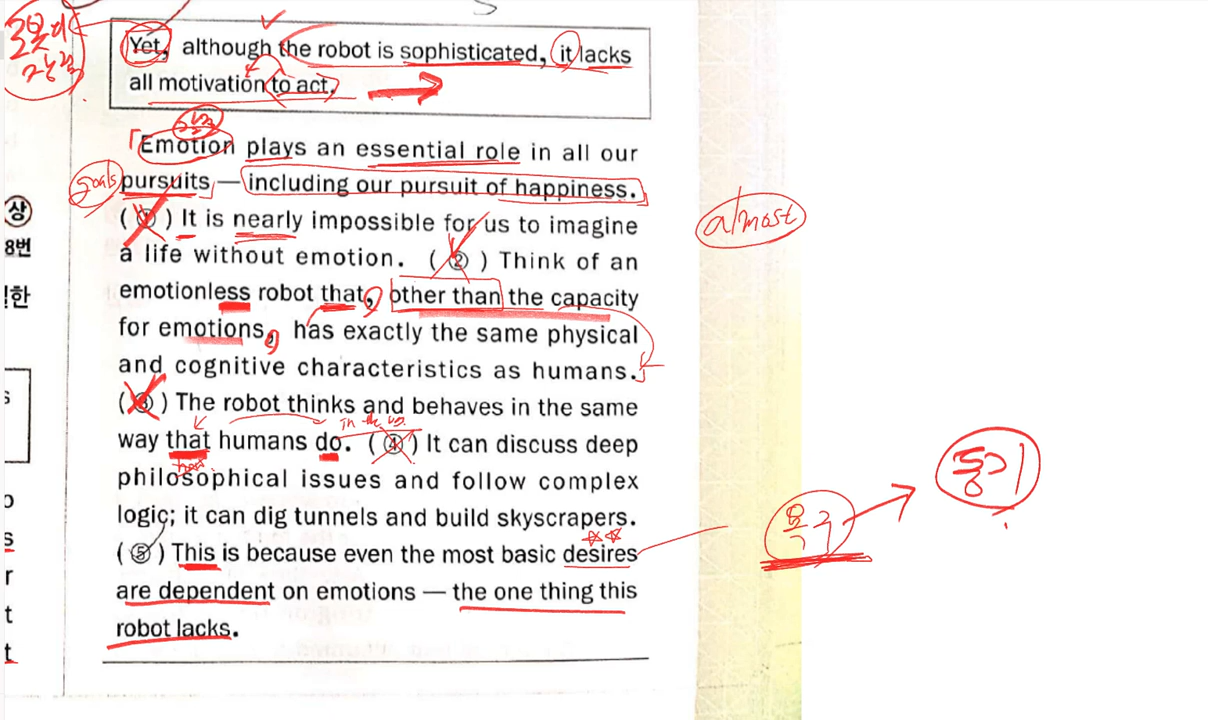 Yet, although the robot is sophisticated, it lacks
all motivation to act.
감정
「Emotion plays an essential role in all our
goals
pursuits — including our pursuit of happiness.
( ① ) It is nearly impossible for us to imagine
almost
a life without emotion. ( ② ) Think of an
emotionless robot that, other than the capacity
for emotions, has exactly the same physical
and cognitive characteristics as humans.
( ③ ) The robot thinks and behaves in the same
way that humans do. ( ④ ) It can discuss deep
philosophical issues and follow complex
logic; it can dig tunnels and build skyscrapers.
( ⑤ ) This is because even the most basic desires
욕구
동기
are dependent on emotions — the one thing this
robot lacks.
상
8번
한
s
s
r
t
t